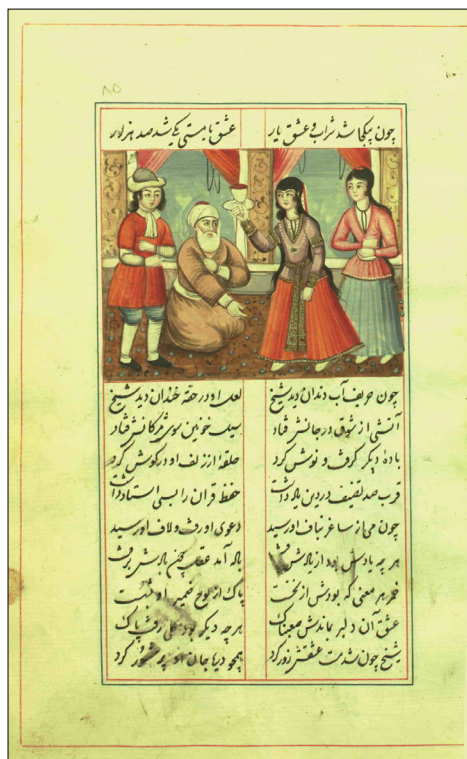 ۸۵
چون بیکجا شد شراب و عشق یار عشق با مستی یکی شد صد هزار
چون حریف آب دندان دید شیخ لعل او در حقه خندان دید شیخ
آتشی از شوق در جانش فتاد سیل خونین سوی مژگانش فتاد
بادهٔ دیگر گرفت و نوش کرد حلقهٔ از زلف او در گوش کرد
قرب صد تصنیف در دین یاد داشت حفظ قران را بسی استاد داشت
چون می از ساغر بناف او رسید دعوی او رفت و لاف او رسید
هر چه یادش بود از یادش برفت باده آمد عقل چون بادش برفت
خمر هر معنی که بودش از نخست پاک از لوح ضمیر او بشست
عشق آن دلبر بماندش صعبناک هر چه دیگر بود کلی رفت پاک
شیخ چون شد مست عشقش زور کرد همچو دریا جان او پر شور کرد